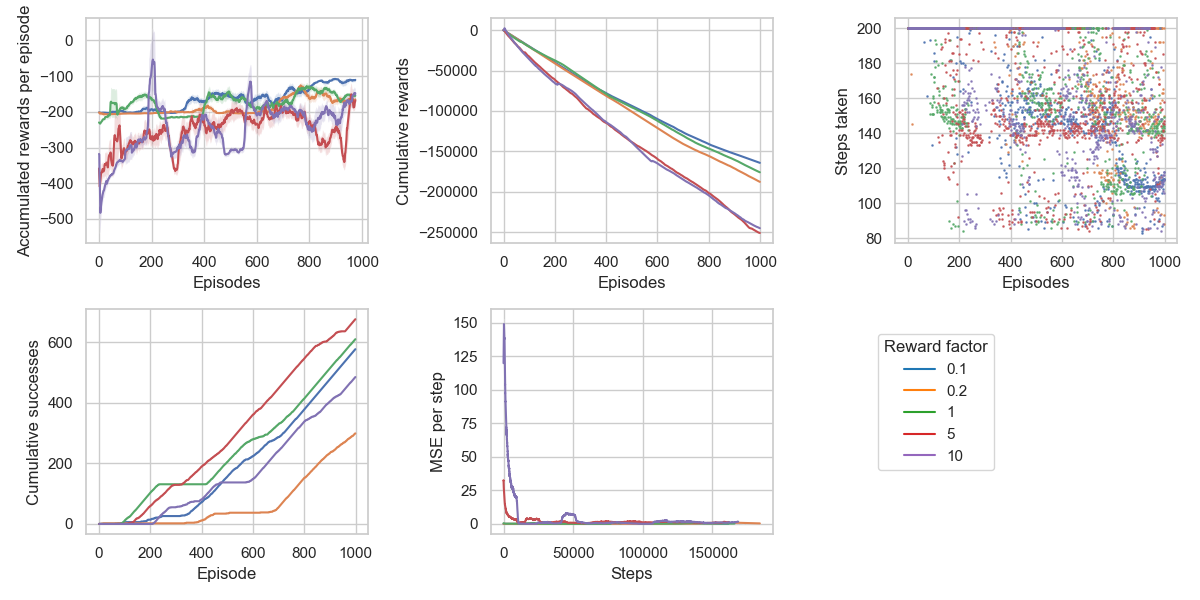 Accumulated rewards per episode
0
−100
−200
−300
−400
−500
0 200 400 600 800 1000
Episodes
Cumulative rewards
0
−50000
−100000
−150000
−200000
−250000
0 200 400 600 800 1000
Episodes
Steps taken
200
180
160
140
120
100
80
0 200 400 600 800 1000
Episodes
Cumulative successes
600
400
200
0
0 200 400 600 800 1000
Episode
MSE per step
150
125
100
75
50
25
0
0 50000 100000 150000
Steps
Reward factor
0.1
0.2
1
5
10